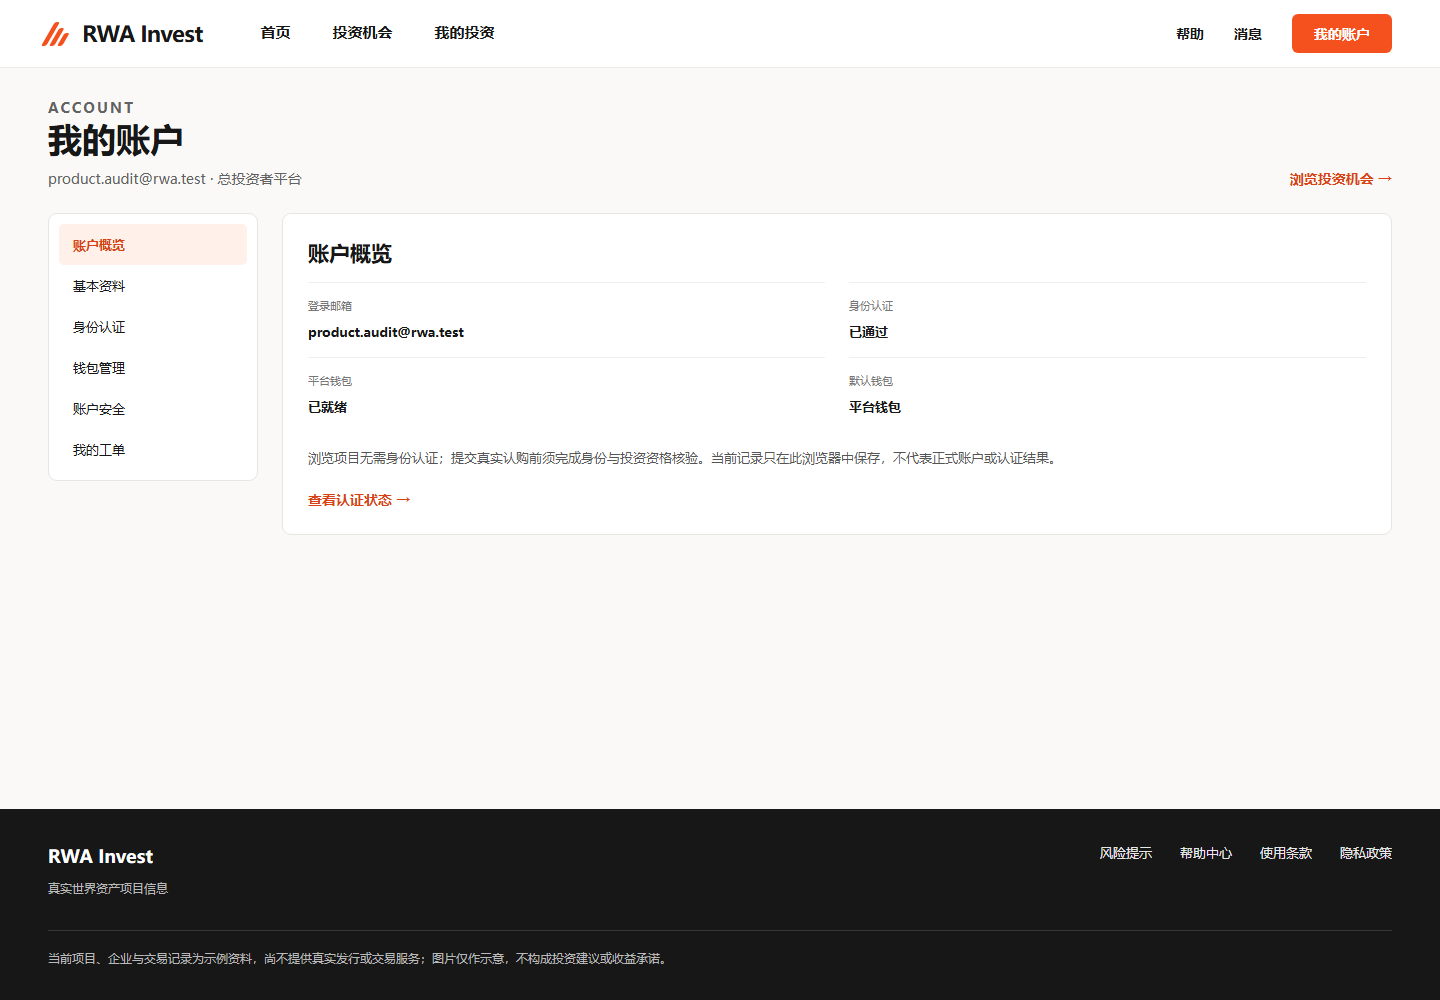 RWA Invest
首页
投资机会
我的投资
帮助
消息
我的账户
ACCOUNT
我的账户
product.audit@rwa.test · 总投资者平台
浏览投资机会 →
账户概览
基本资料
身份认证
钱包管理
账户安全
我的工单
账户概览
登录邮箱
product.audit@rwa.test
身份认证
已通过
平台钱包
已就绪
默认钱包
平台钱包
浏览项目无需身份认证；提交真实认购前须完成身份与投资资格核验。当前记录只在此浏览器中保存，不代表正式账户或认证结果。
查看认证状态 →
RWA Invest
真实世界资产项目信息
风险提示
帮助中心
使用条款
隐私政策
当前项目、企业与交易记录为示例资料，尚不提供真实发行或交易服务；图片仅作示意，不构成投资建议或收益承诺。